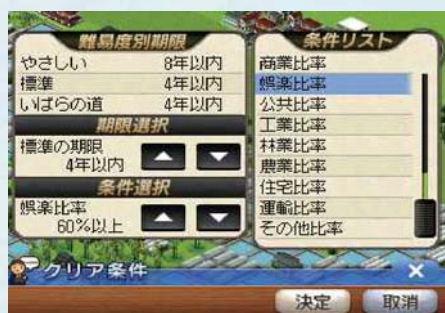 難易度別期限
やさしい 8年以内
標準 4年以内
いばらの道 4年以内
期限選択
標準の期限
4年以内
条件選択
娯楽比率
60%以上
条件リスト
商業比率
娯楽比率
公共比率
工業比率
林業比率
農業比率
住宅比率
運輸比率
その他比率
クリア条件
決定 取消